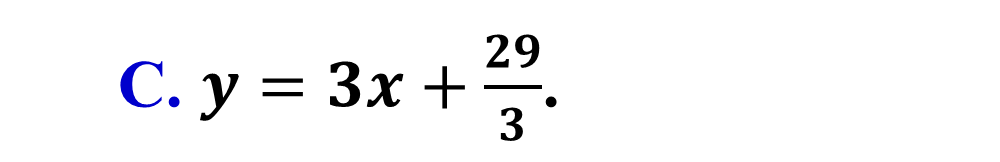 C. y = 3x + 29/3.